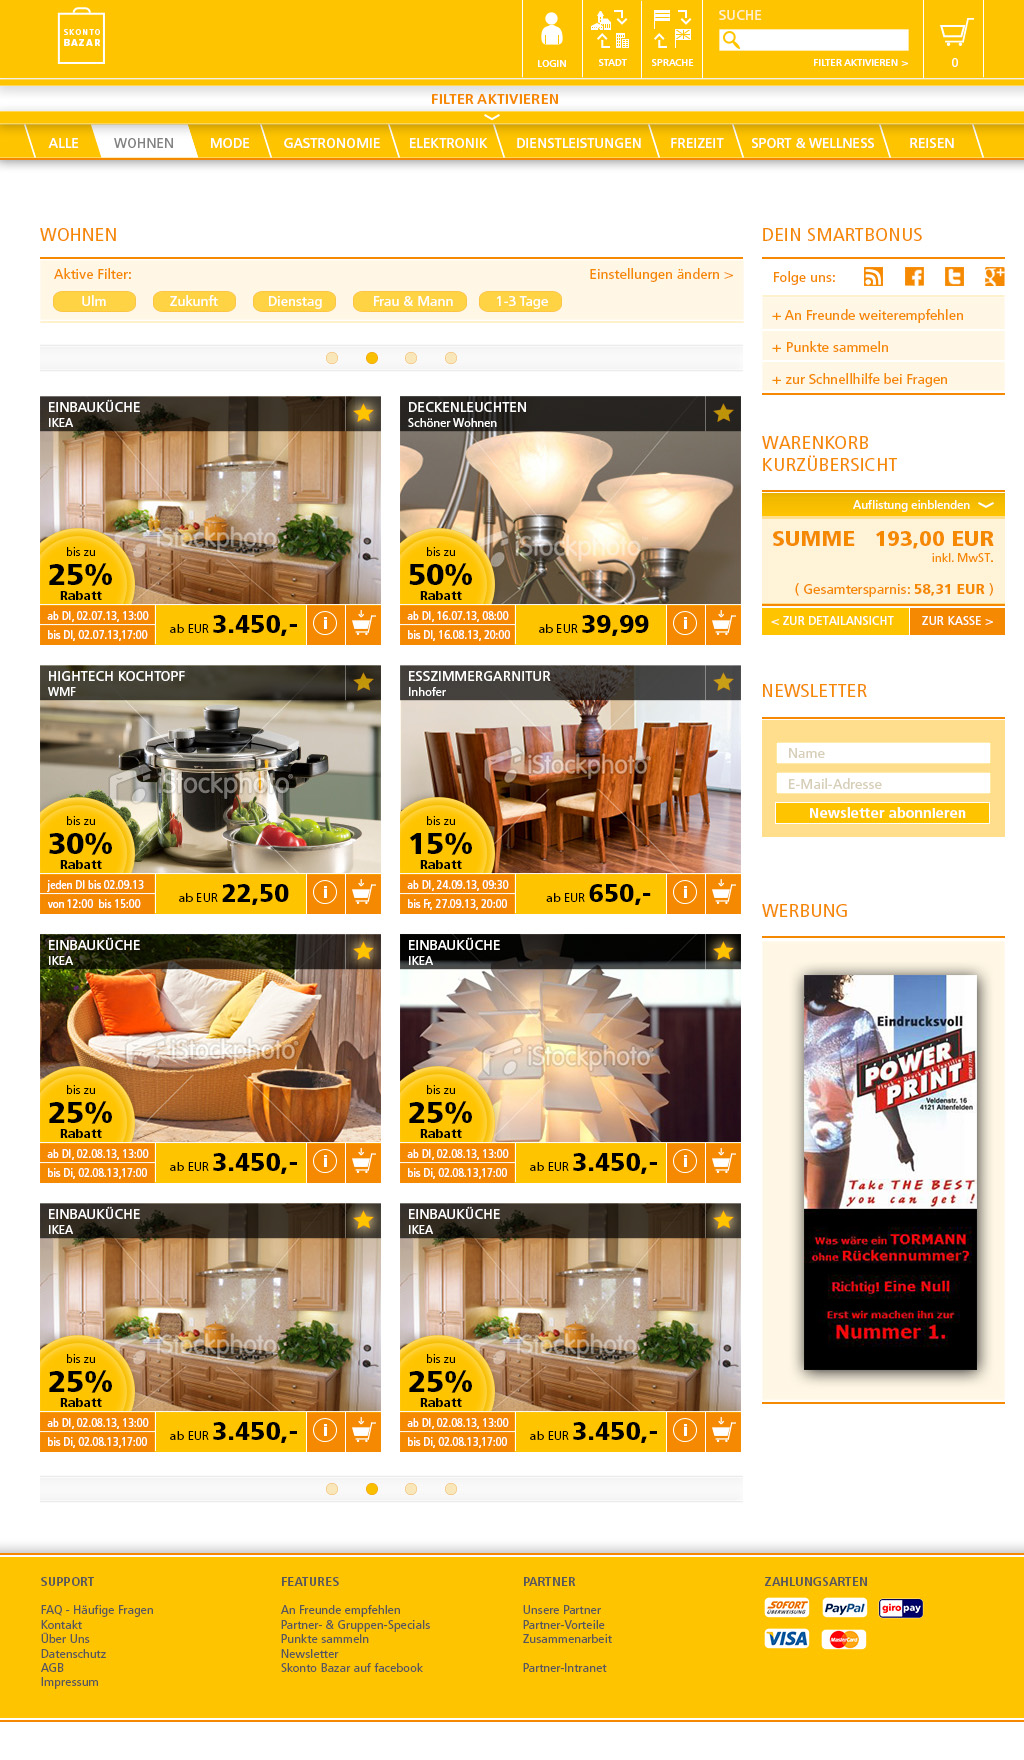 SKONTO
BAZAR
LOGIN
STADT
SPRACHE
SUCHE
FILTER AKTIVIEREN >
0
FILTER AKTIVIEREN
ALLE
WOHNEN
MODE
GASTRONOMIE
ELEKTRONIK
DIENSTLEISTUNGEN
FREIZEIT
SPORT & WELLNESS
REISEN
WOHNEN
Aktive Filter:
Einstellungen ändern >
Ulm
Zukunft
Dienstag
Frau & Mann
1-3 Tage
EINBAUKÜCHE
IKEA
iStockphoto
bis zu
25%
Rabatt
ab DI, 02.07.13, 13:00
bis DI, 02.07.13,17:00
ab EUR 3.450,-
i
DECKENLEUCHTEN
Schöner Wohnen
iStockphoto
bis zu
50%
Rabatt
ab DI, 16.07.13, 08:00
bis DI, 16.08.13, 20:00
ab EUR 39,99
i
HIGHTECH KOCHTOPF
WMF
iStockphoto
bis zu
30%
Rabatt
jeden DI bis 02.09.13
von 12:00 bis 15:00
ab EUR 22,50
i
ESSZIMMERGARNITUR
Inhofer
iStockphoto
bis zu
15%
Rabatt
ab DI, 24.09.13, 09:30
bis Fr, 27.09.13, 20:00
ab EUR 650,-
i
EINBAUKÜCHE
IKEA
iStockphoto
bis zu
25%
Rabatt
ab DI, 02.08.13, 13:00
bis Di, 02.08.13,17:00
ab EUR 3.450,-
i
EINBAUKÜCHE
IKEA
iStockphoto
bis zu
25%
Rabatt
ab DI, 02.08.13, 13:00
bis Di, 02.08.13,17:00
ab EUR 3.450,-
i
EINBAUKÜCHE
IKEA
iStockphoto
bis zu
25%
Rabatt
ab DI, 02.08.13, 13:00
bis Di, 02.08.13,17:00
ab EUR 3.450,-
i
EINBAUKÜCHE
IKEA
iStockphoto
bis zu
25%
Rabatt
ab DI, 02.08.13, 13:00
bis Di, 02.08.13,17:00
ab EUR 3.450,-
i
DEIN SMARTBONUS
Folge uns:
+ An Freunde weiterempfehlen
+ Punkte sammeln
+ zur Schnellhilfe bei Fragen
WARENKORB
KURZÜBERSICHT
Auflistung einblenden
SUMME 193,00 EUR
inkl. MwST.
( Gesamtersparnis: 58,31 EUR )
< ZUR DETAILANSICHT
ZUR KASSE >
NEWSLETTER
Name
E-Mail-Adresse
Newsletter abonnieren
WERBUNG
Eindrucksvoll
POWER
PRINT
Veldenstr. 16
4121 Altenfelden
Take THE BEST
you can get !
Was wäre ein TORMANN
ohne Rückennummer?
Richtig! Eine Null
Erst wir machen ihn zur
Nummer 1.
SUPPORT
FAQ - Häufige Fragen
Kontakt
Über Uns
Datenschutz
AGB
Impressum
FEATURES
An Freunde empfehlen
Partner- & Gruppen-Specials
Punkte sammeln
Newsletter
Skonto Bazar auf facebook
PARTNER
Unsere Partner
Partner-Vorteile
Zusammenarbeit
Partner-Intranet
ZAHLUNGSARTEN
SOFORT
ÜBERWEISUNG
PayPal
giropay
VISA
MasterCard